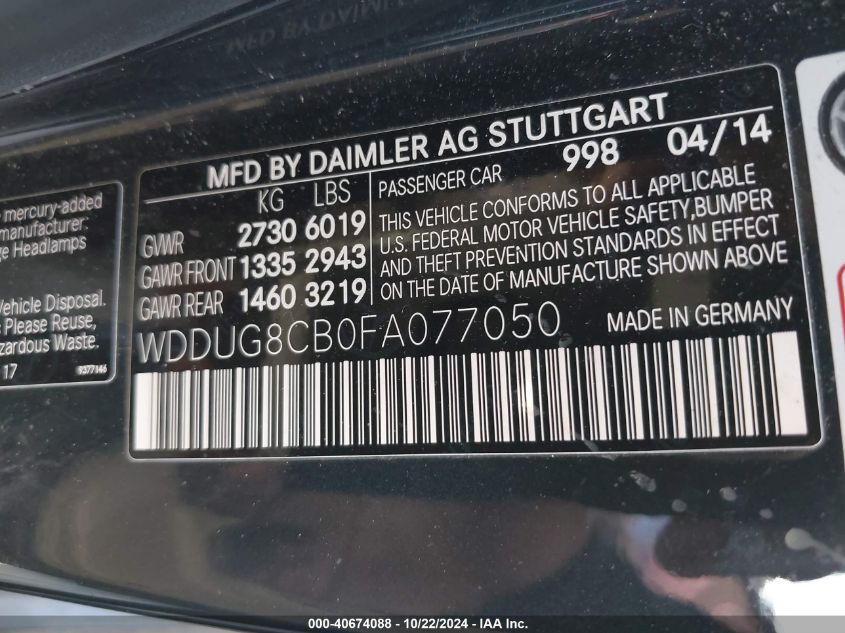 MFD BY DAIMLER AG STUTTGART
KG LBS
GVWR 2730 6019
GAWR FRONT 1335 2943
GAWR REAR 1460 3219
PASSENGER CAR 998 04/14
THIS VEHICLE CONFORMS TO ALL APPLICABLE
U.S. FEDERAL MOTOR VEHICLE SAFETY,BUMPER
AND THEFT PREVENTION STANDARDS IN EFFECT
ON THE DATE OF MANUFACTURE SHOWN ABOVE
WDDUG8CB0FA077050 MADE IN GERMANY
mercury-added
manufacturer:
Headlamps
Vehicle Disposal.
Please Reuse,
Hazardous Waste.
17
9377146
000-40674088 - 10/22/2024 - IAA Inc.